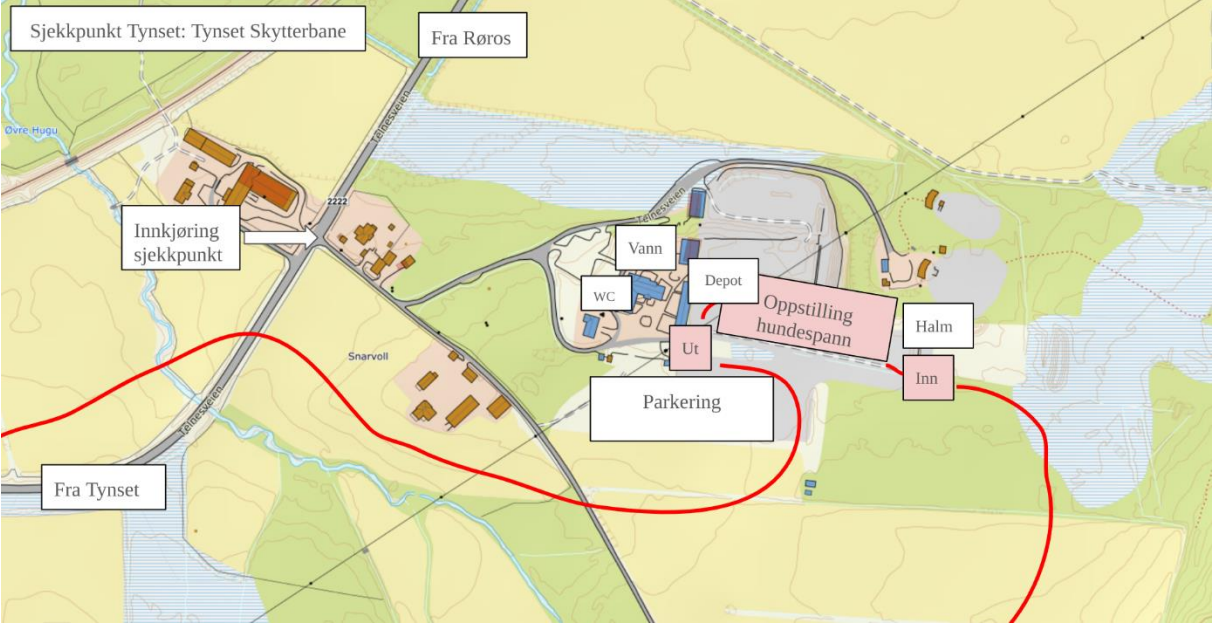 Sjekkpunkt Tynset: Tynset Skytterbane
Fra Røros
Telnesveien
Øvre Hugu
2222
Innkjøring
sjekkpunkt
Telnesveien
Vann
WC
Depot
Oppstilling
hundespann
Halm
Ut
Inn
Snarvoll
Parkering
Telnesveien
Fra Tynset